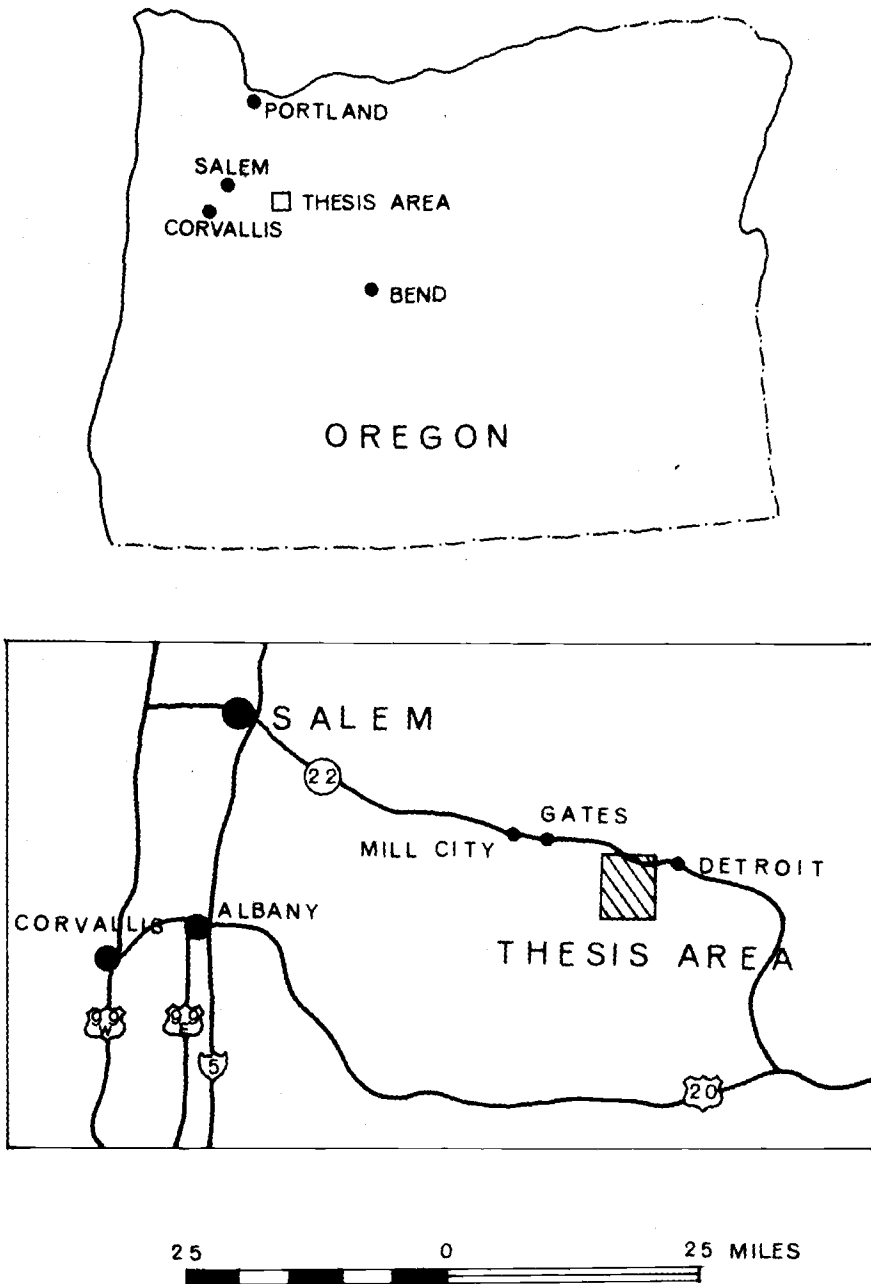 PORTLAND
SALEM
THESIS AREA
CORVALLIS
BEND
OREGON
SALEM
22
GATES
MILL CITY
DETROIT
ALBANY
CORVALLIS
THESIS AREA
99 W
99 E
5
20
25 0 25 MILES